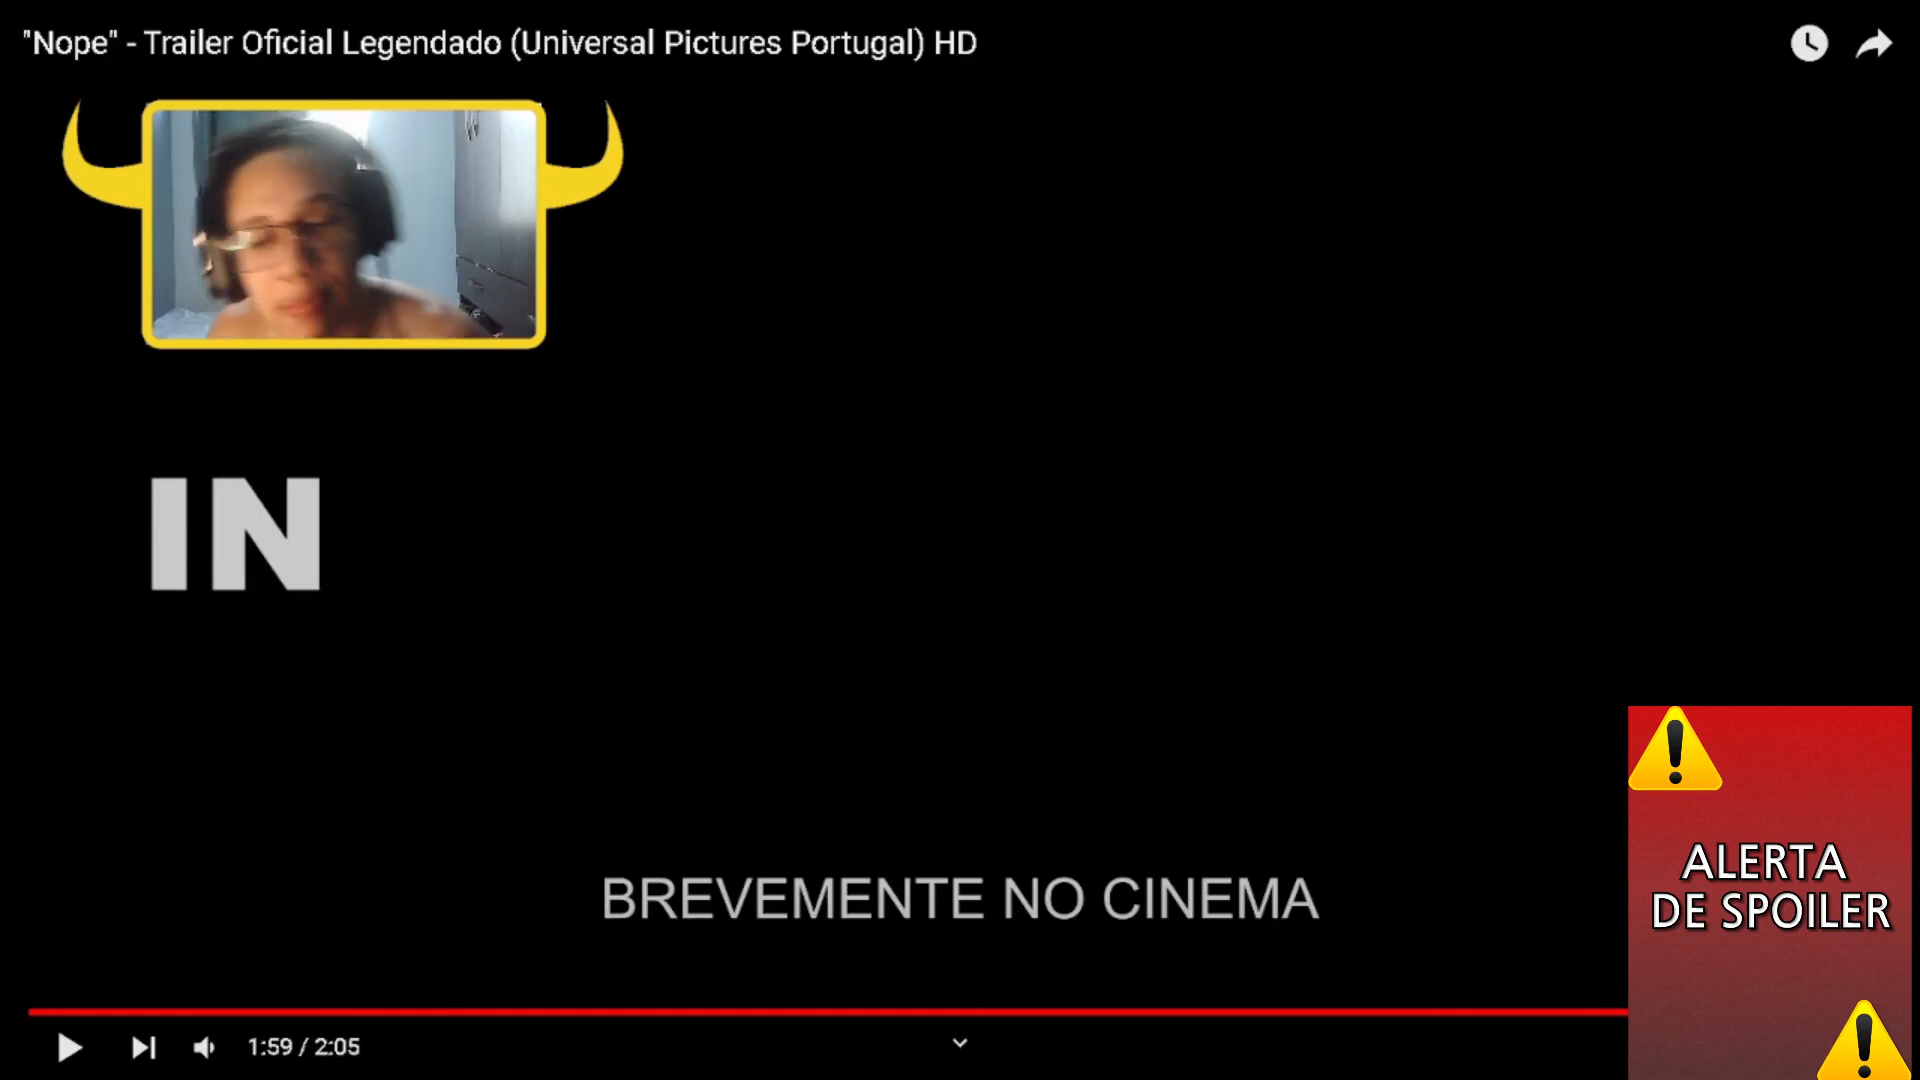 "Nope" - Trailer Oficial Legendado (Universal Pictures Portugal) HD
IN
BREVEMENTE NO CINEMA
ALERTA
DE SPOILER
1:59 / 2:05